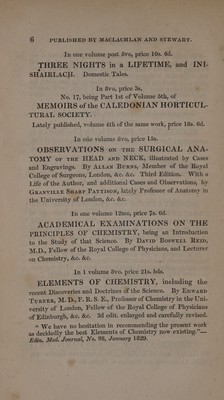 6 PUBLISHED BY MACLACHLAN AND STEWART.
In one volume post 8vo, price 10s. 6d.
THREE NIGHTS IN A LIFETIME, AND INI-
SHAIRLACH. Domestic Tales.
In 8vo, price 3s,
No. 17, being Part 1st of Volume 5th, of
MEMOIRS OF THE CALEDONIAN HORTICUL-
TURAL SOCIETY.
Lately published, volume 4th of the same work, price 18s. 6d.
In one volume 8vo, price 15s.
OBSERVATIONS ON THE SURGICAL ANA-
TOMY OF THE HEAD AND NECK, illustrated by Cases
and Engravings. By ALLAN BURNS, Member of the Royal
College of Surgeons, London, &c. &c. Third Edition. With a
Life of the Author, and additional Cases and Observations, by
GRANVILLE SHARP PATTISON, lately Professor of Anatomy in
the University of London, &c. &c.
In one volume 12mo, price 7s. 6d.
ACADEMICAL EXAMINATIONS ON THE
PRINCIPLES OF CHEMISTRY, being an Introduction
to the Study of that Science. By DAVID BOSWELL REID,
M.D., Fellow of the Royal College of Physicians, and Lecturer
on Chemistry, &c. &c.
In 1 volume 8vo. price 21s. bds.
ELEMENTS OF CHEMISTRY, including the
recent Discoveries and Doctrines of the Science. By EDWARD
TURNER, M. D., F. R. S. E., Professor of Chemistry in the Uni-
versity of London, Fellow of the Royal College of Physicians
of Edinburgh, &c. &c. 3d edit. enlarged and carefully revised.
“ We have no hesitation in recommending the present work
as decidedly the best Elements of Chemistry now existing.”—
Edin. Med. Journal, No. 98, January 1829.